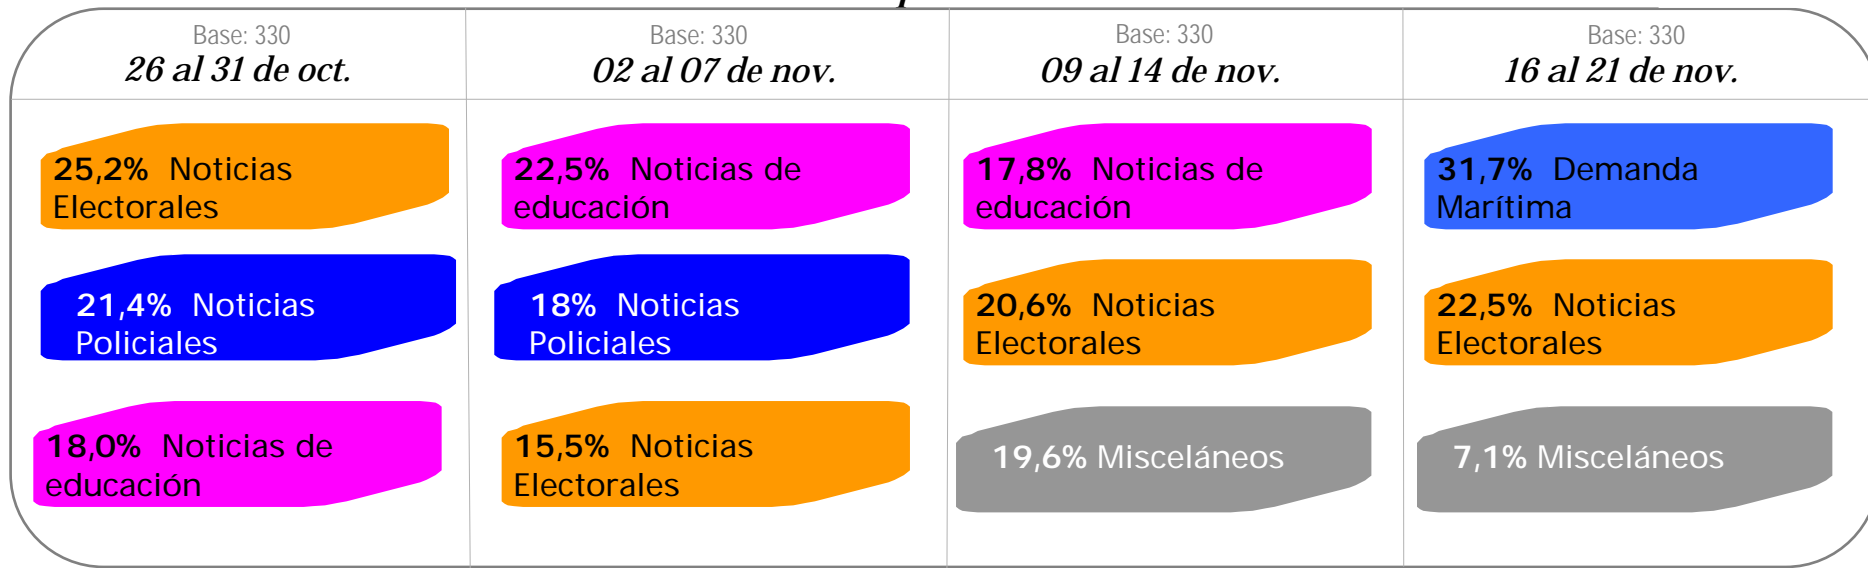 Base: 330
26 al 31 de oct.
25,2% Noticias
Electorales
21,4% Noticias
Policiales
18,0% Noticias de
educación
Base: 330
02 al 07 de nov.
22,5% Noticias de
educación
18% Noticias
Policiales
15,5% Noticias
Electorales
Base: 330
09 al 14 de nov.
17,8% Noticias de
educación
20,6% Noticias
Electorales
19,6% Misceláneos
Base: 330
16 al 21 de nov.
31,7% Demanda
Marítima
22,5% Noticias
Electorales
7,1% Misceláneos